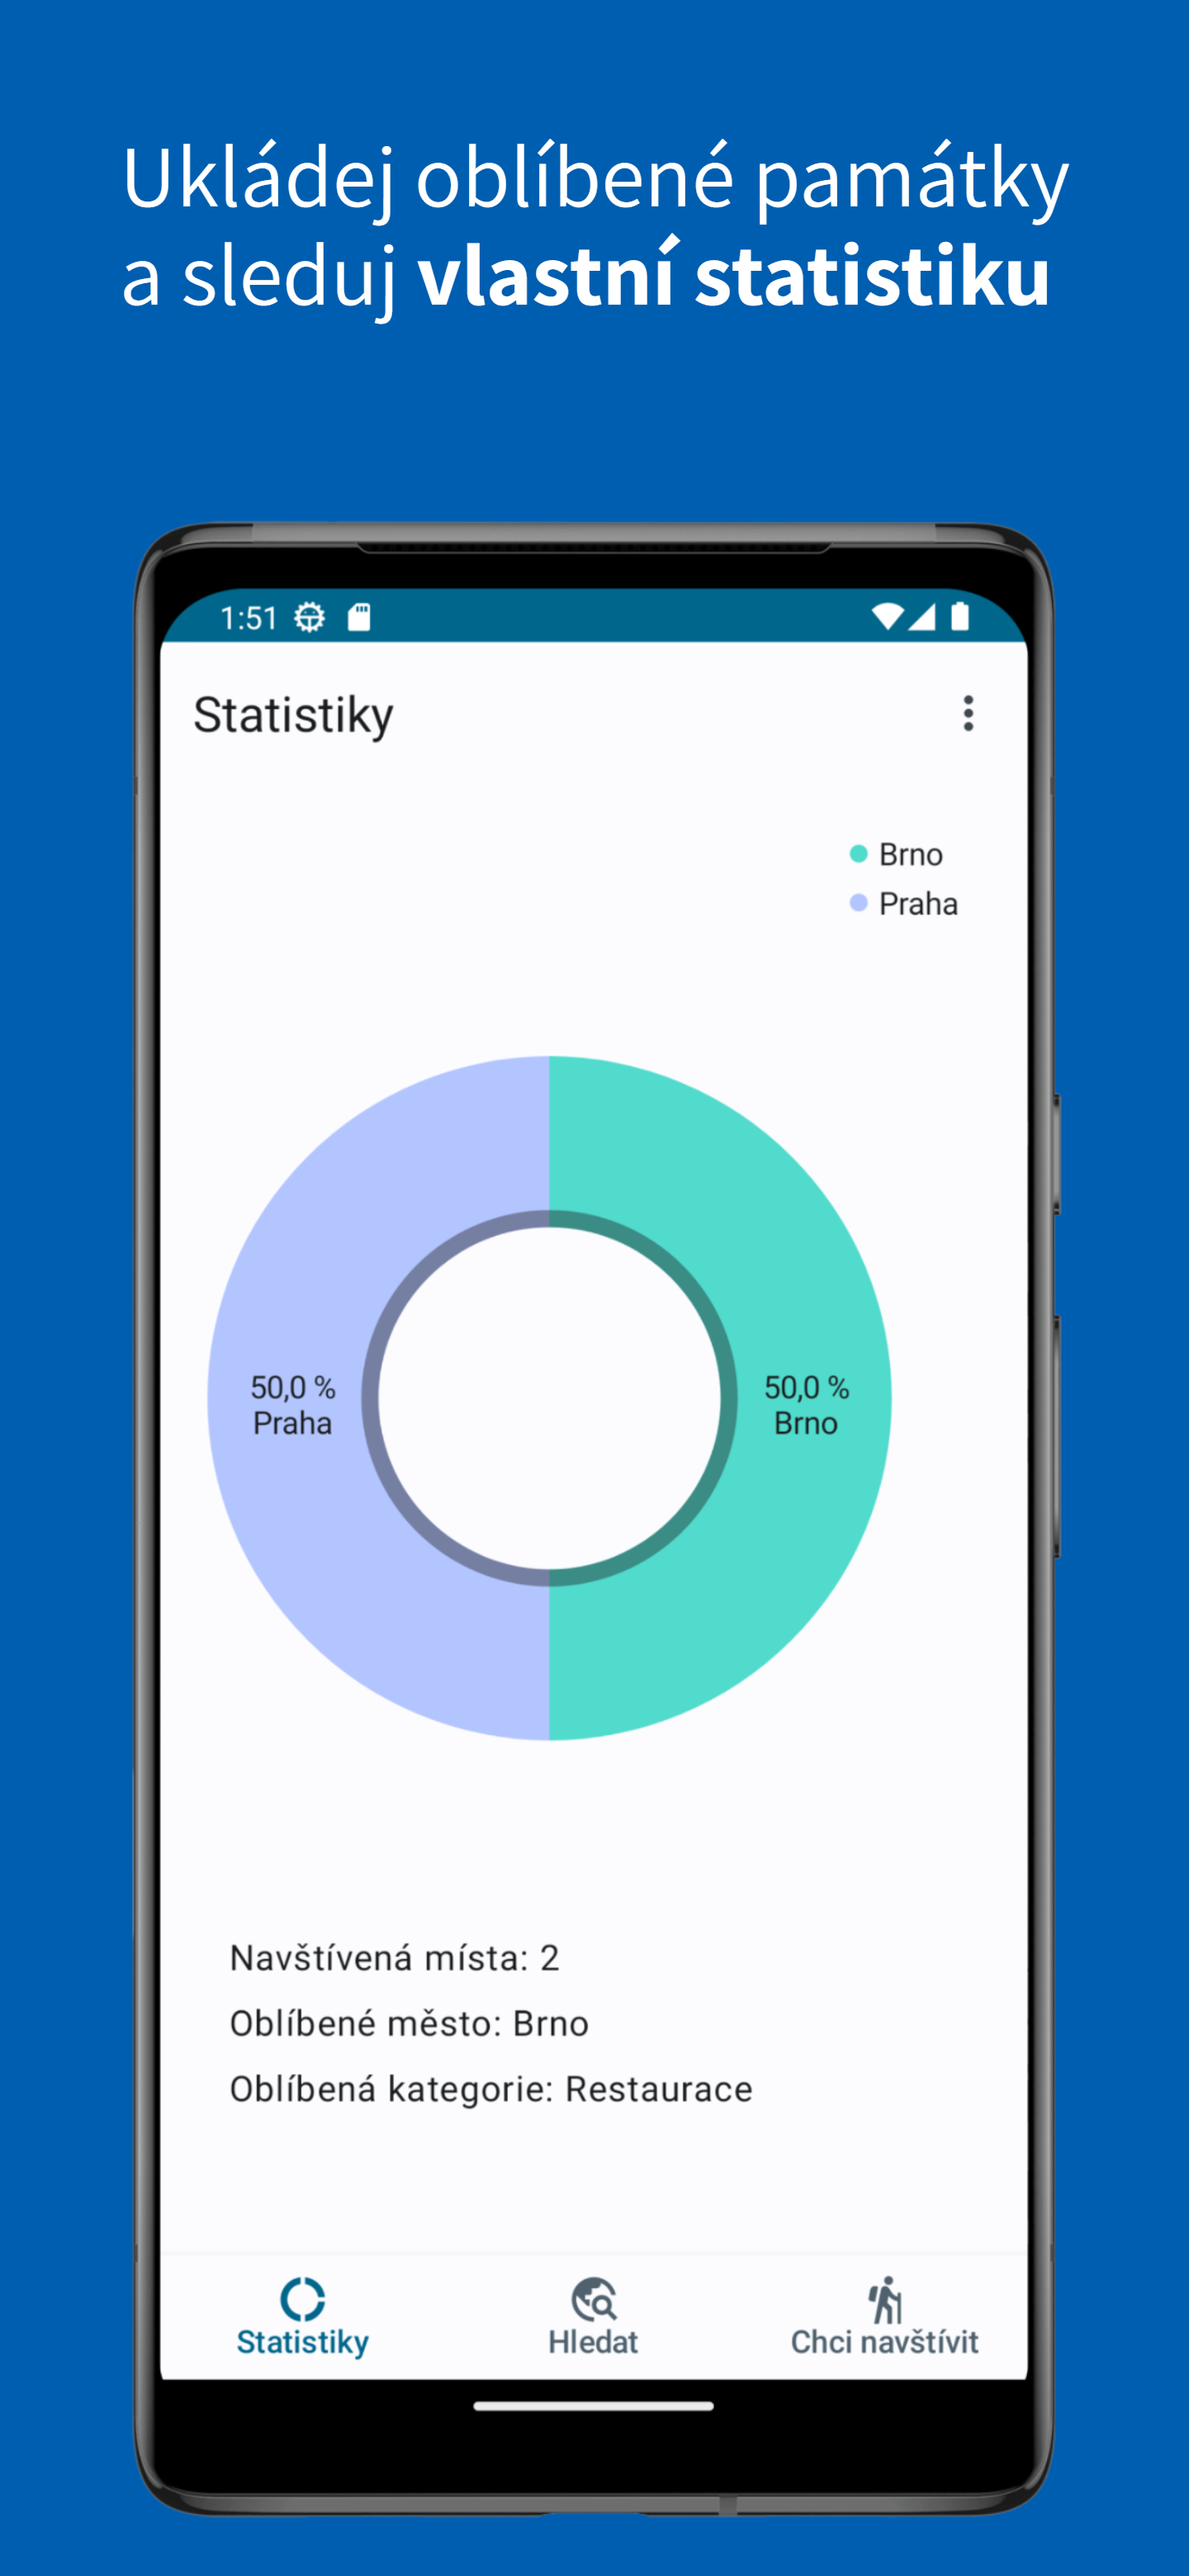 Ukládej oblíbené památky
a sleduj vlastní statistiku
1:51
Statistiky
Brno
Praha
50,0 %
Praha
50,0 %
Brno
Navštívená místa: 2
Oblíbené město: Brno
Oblíbená kategorie: Restaurace
Statistiky
Hledat
Chci navštívit